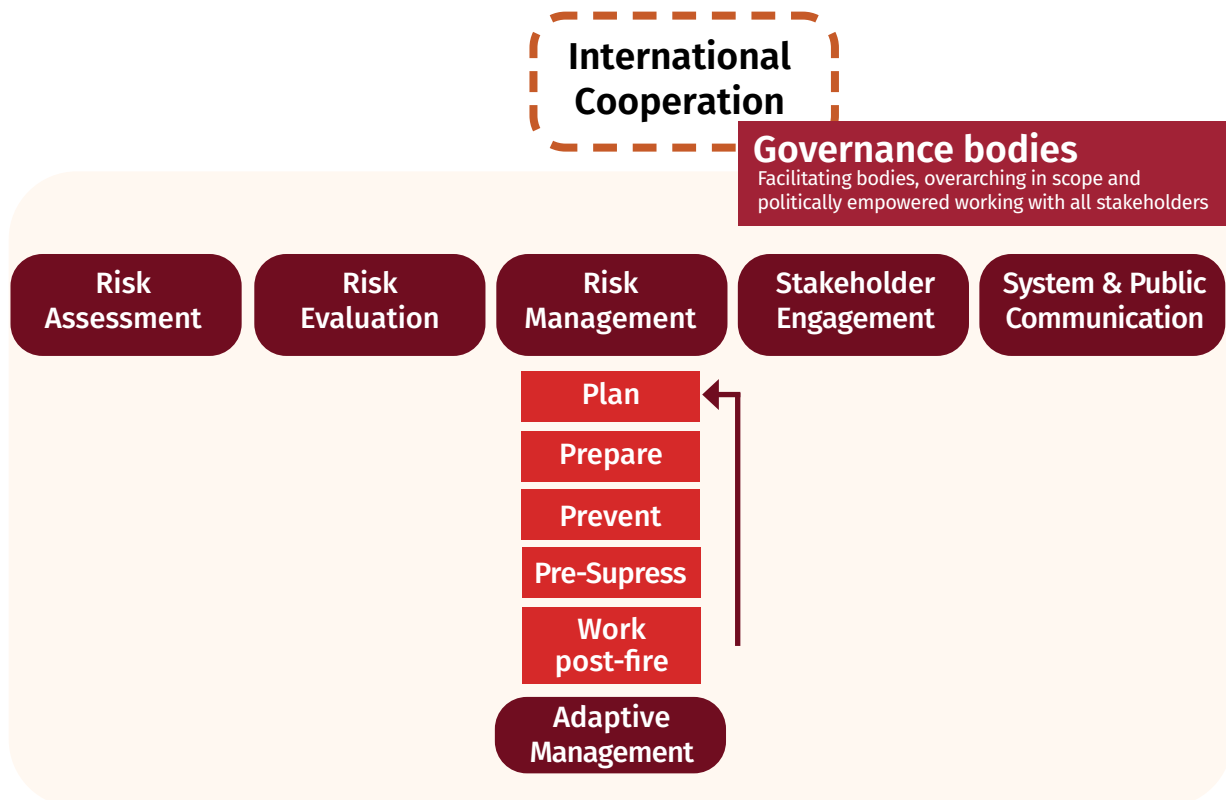 International
Cooperation
Governance bodies
Facilitating bodies, overarching in scope and
politically empowered working with all stakeholders
Risk
Assessment
Risk
Evaluation
Risk
Management
Stakeholder
Engagement
System & Public
Communication
Plan
Prepare
Prevent
Pre-Supress
Work
post-fire
Adaptive
Management